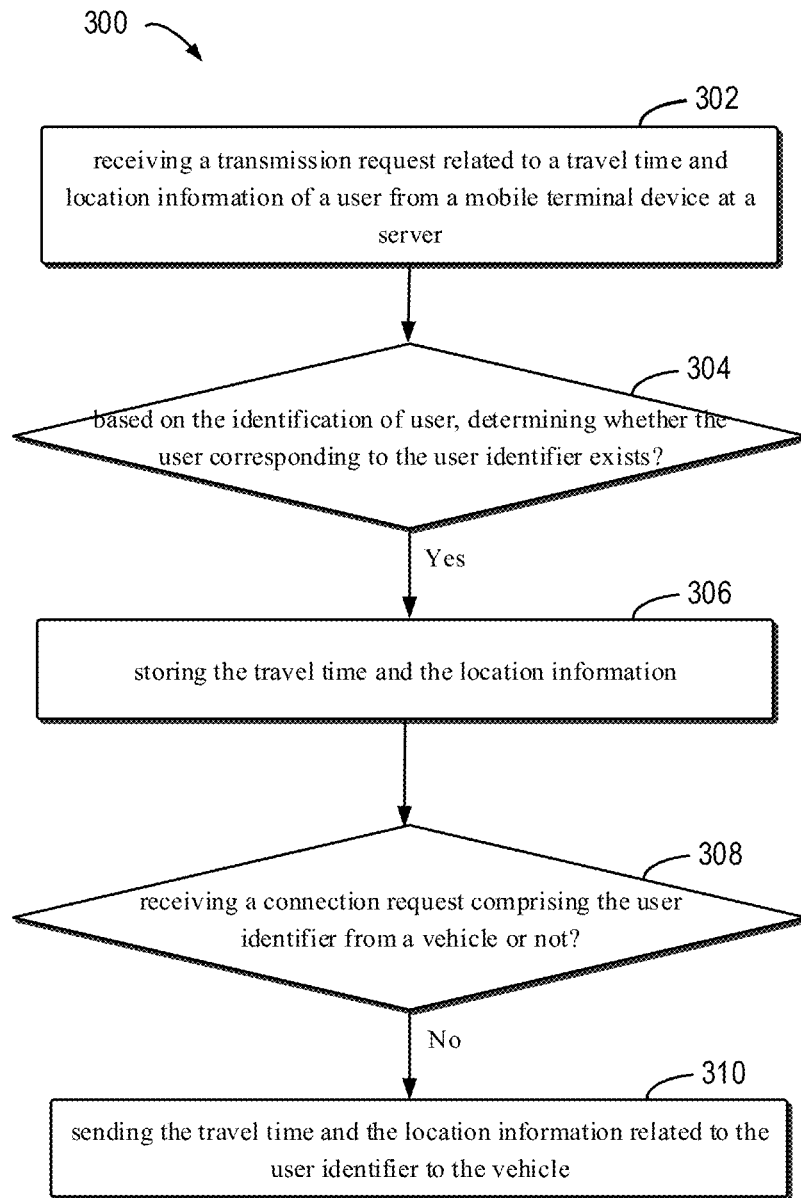 300
302
receiving a transmission request related to a travel time and
location information of a user from a mobile terminal device at a
server
304
based on the identification of user, determining whether the
user corresponding to the user identifier exists?
Yes
306
storing the travel time and the location information
308
receiving a connection request comprising the user
identifier from a vehicle or not?
No
310
sending the travel time and the location information related to the
user identifier to the vehicle